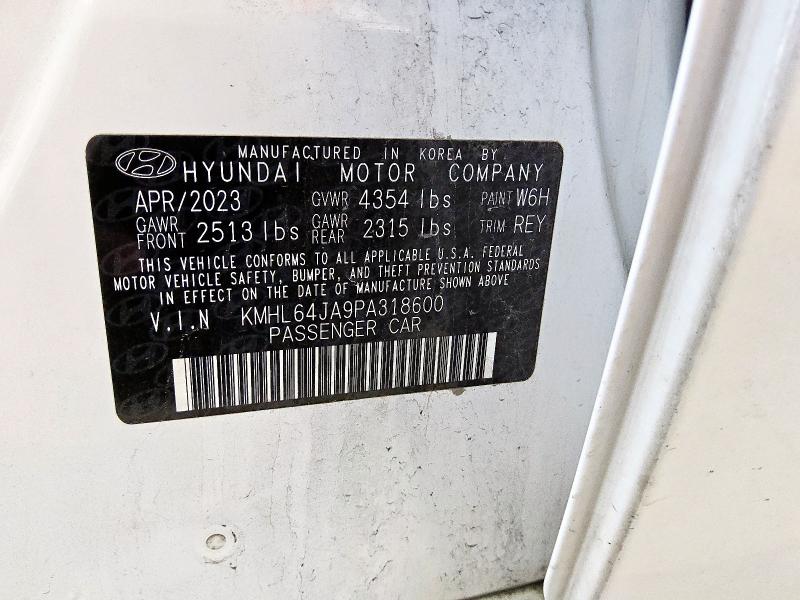 MANUFACTURED IN KOREA BY
HYUNDAI MOTOR COMPANY
APR/2023 GVWR 4354 lbs PAINT W6H
GAWR FRONT 2513 lbs GAWR REAR 2315 lbs TRIM REY
THIS VEHICLE CONFORMS TO ALL APPLICABLE U.S.A. FEDERAL
MOTOR VEHICLE SAFETY, BUMPER, AND THEFT PREVENTION STANDARDS
IN EFFECT ON THE DATE OF MANUFACTURE SHOWN ABOVE
V.I.N KMHL64JA9PA318600
PASSENGER CAR